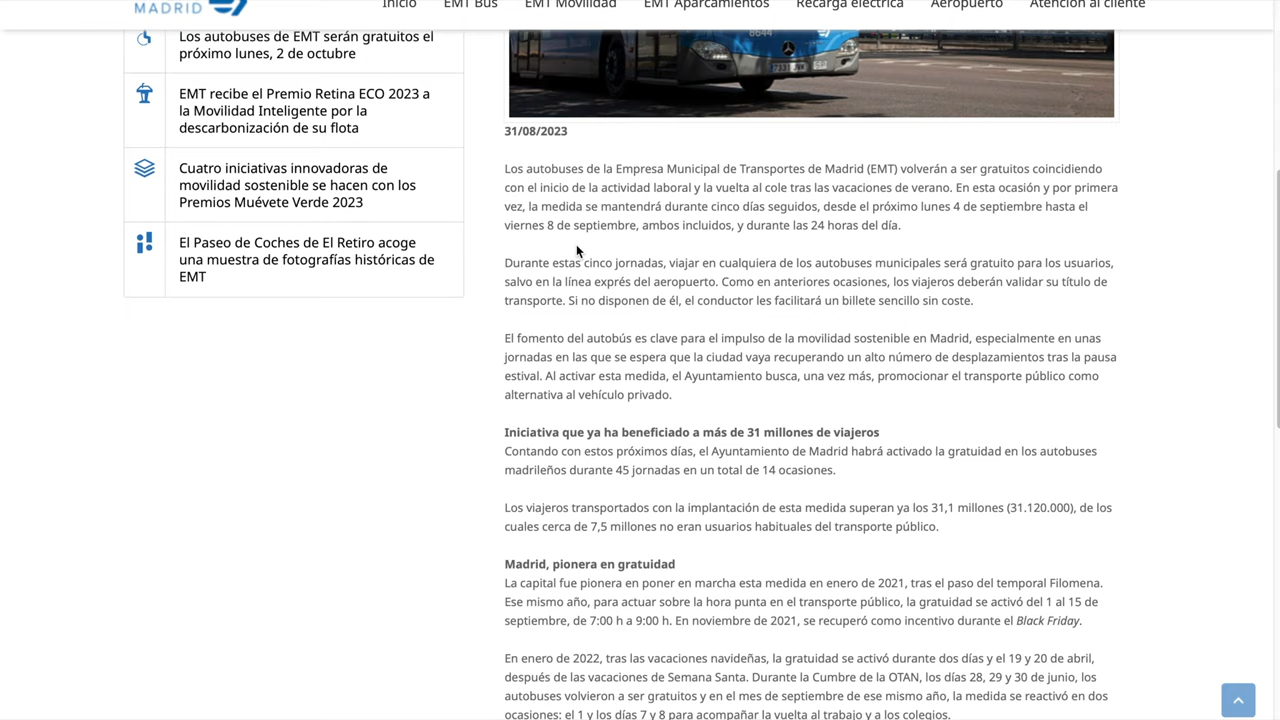 MADRID
Inicio EMT Bus EMT Movilidad EMT Aparcamientos Recarga eléctrica Aeropuerto Atención al cliente
Los autobuses de EMT serán gratuitos el
próximo lunes, 2 de octubre
EMT recibe el Premio Retina ECO 2023 a
la Movilidad Inteligente por la
descarbonización de su flota
Cuatro iniciativas innovadoras de
movilidad sostenible se hacen con los
Premios Muévete Verde 2023
El Paseo de Coches de El Retiro acoge
una muestra de fotografías históricas de
EMT
8644
31/08/2023
Los autobuses de la Empresa Municipal de Transportes de Madrid (EMT) volverán a ser gratuitos coincidiendo
con el inicio de la actividad laboral y la vuelta al cole tras las vacaciones de verano. En esta ocasión y por primera
vez, la medida se mantendrá durante cinco días seguidos, desde el próximo lunes 4 de septiembre hasta el
viernes 8 de septiembre, ambos incluidos, y durante las 24 horas del día.
Durante estas cinco jornadas, viajar en cualquiera de los autobuses municipales será gratuito para los usuarios,
salvo en la línea exprés del aeropuerto. Como en anteriores ocasiones, los viajeros deberán validar su título de
transporte. Si no disponen de él, el conductor les facilitará un billete sencillo sin coste.
El fomento del autobús es clave para el impulso de la movilidad sostenible en Madrid, especialmente en unas
jornadas en las que se espera que la ciudad vaya recuperando un alto número de desplazamientos tras la pausa
estival. Al activar esta medida, el Ayuntamiento busca, una vez más, promocionar el transporte público como
alternativa al vehículo privado.
Iniciativa que ya ha beneficiado a más de 31 millones de viajeros
Contando con estos próximos días, el Ayuntamiento de Madrid habrá activado la gratuidad en los autobuses
madrileños durante 45 jornadas en un total de 14 ocasiones.
Los viajeros transportados con la implantación de esta medida superan ya los 31,1 millones (31.120.000), de los
cuales cerca de 7,5 millones no eran usuarios habituales del transporte público.
Madrid, pionera en gratuidad
La capital fue pionera en poner en marcha esta medida en enero de 2021, tras el paso del temporal Filomena.
Ese mismo año, para actuar sobre la hora punta en el transporte público, la gratuidad se activó del 1 al 15 de
septiembre, de 7:00 h a 9:00 h. En noviembre de 2021, se recuperó como incentivo durante el Black Friday.
En enero de 2022, tras las vacaciones navideñas, la gratuidad se activó durante dos días y el 19 y 20 de abril,
después de las vacaciones de Semana Santa. Durante la Cumbre de la OTAN, los días 28, 29 y 30 de junio, los
autobuses volvieron a ser gratuitos y en el mes de septiembre de ese mismo año, la medida se reactivó en dos
ocasiones: el 1 y los días 7 y 8 para acompañar la vuelta al trabajo y a los colegios.